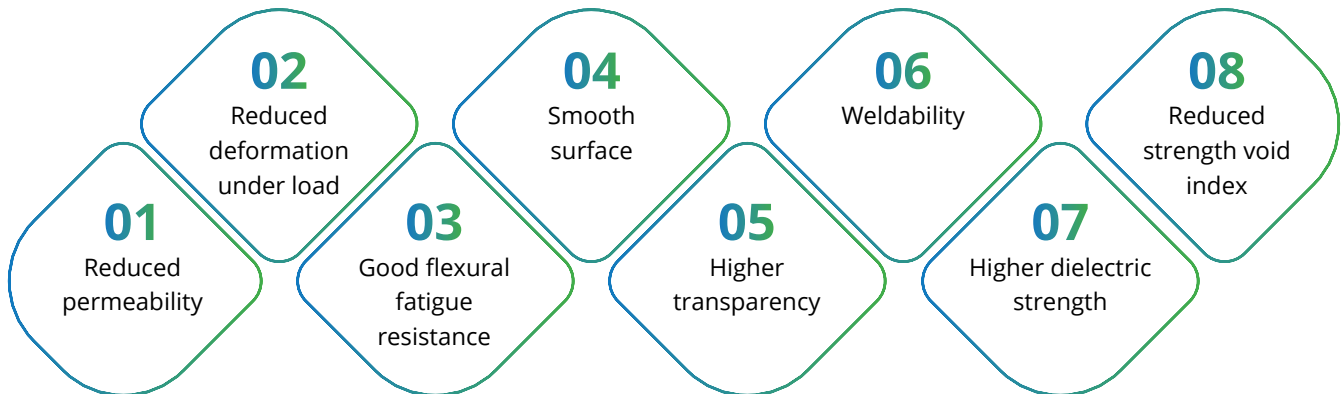 01
Reduced
permeability
02
Reduced
deformation
under load
03
Good flexural
fatigue
resistance
04
Smooth
surface
05
Higher
transparency
06
Weldability
07
Higher dielectric
strength
08
Reduced
strength void
index